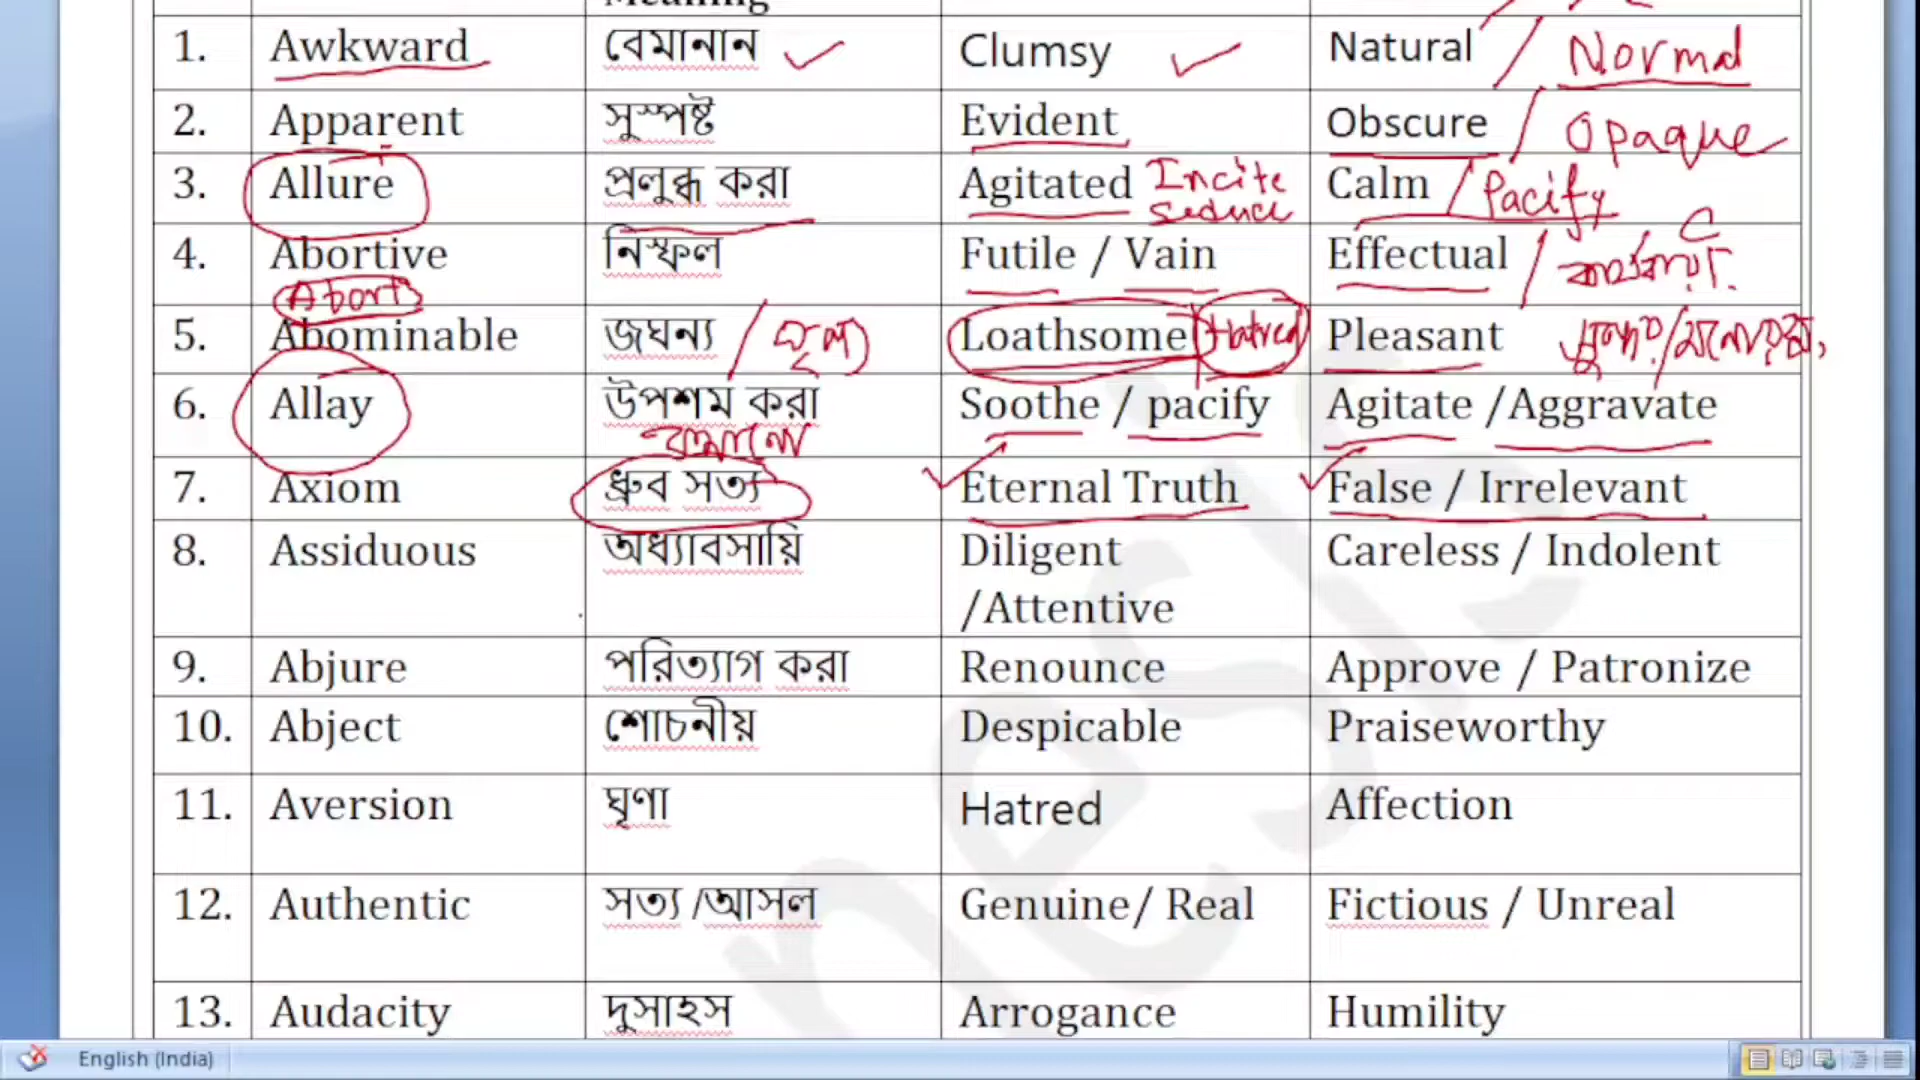 Meaning
1. Awkward বেমানান Clumsy Natural / Normal
2. Apparent সুস্পষ্ট Evident Obscure / Opaque
3. Allure প্রলুব্ধ করা Agitated Incite Seduce Calm / Pacify
4. Abortive নিস্ফল Futile / Vain Effectual /
Abort
5. Abominable জঘন্য / Loathsome Hatred Pleasant
6. Allay উপশম করা Soothe / pacify Agitate /Aggravate
7. Axiom ধ্রুব সত্য Eternal Truth False / Irrelevant
8. Assiduous অধ্যাবসায়ি Diligent Careless / Indolent
/Attentive
9. Abjure পরিত্যাগ করা Renounce Approve / Patronize
10. Abject শোচনীয় Despicable Praiseworthy
11. Aversion ঘৃণা Hatred Affection
12. Authentic সত্য /আসল Genuine/ Real Fictious / Unreal
13. Audacity দুসাহস Arrogance Humility
English (India)